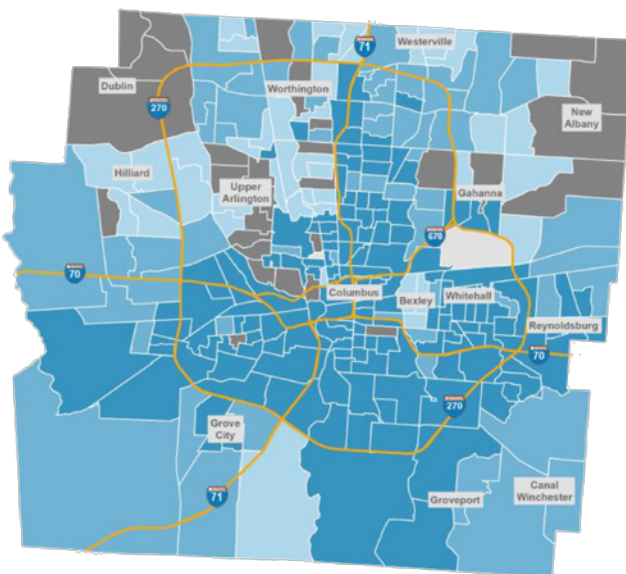 71
Westerville
Dublin
Worthington
270
New
Albany
Hilliard
Upper
Arlington
Gahanna
670
70
Columbus
Bexley
Whitehall
Reynoldsburg
70
270
Grove
City
71
Groveport
Canal
Winchester